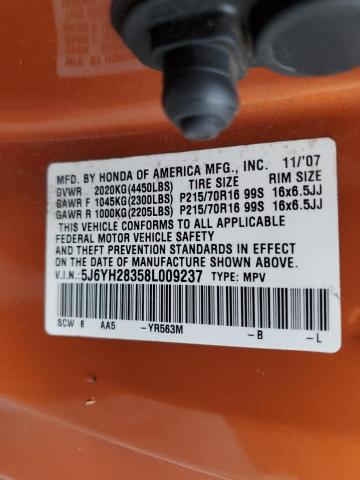 MFD. BY HONDA OF AMERICA MFG., INC. 11/'07
GVWR 2020KG(4450LBS) TIRE SIZE RIM SIZE
GAWR F 1045KG(2300LBS) P215/70R16 99S 16x6.5JJ
GAWR R 1000KG(2205LBS) P215/70R16 99S 16x6.5JJ
THIS VEHICLE CONFORMS TO ALL APPLICABLE
FEDERAL MOTOR VEHICLE SAFETY AND THEFT
PREVENTION STANDARDS IN EFFECT ON THE
DATE OF MANUFACTURE SHOWN ABOVE.
V.I.N. 5J6YH28358L009237 TYPE: MPV
SCW 8 AA5 -YR563M -B -L